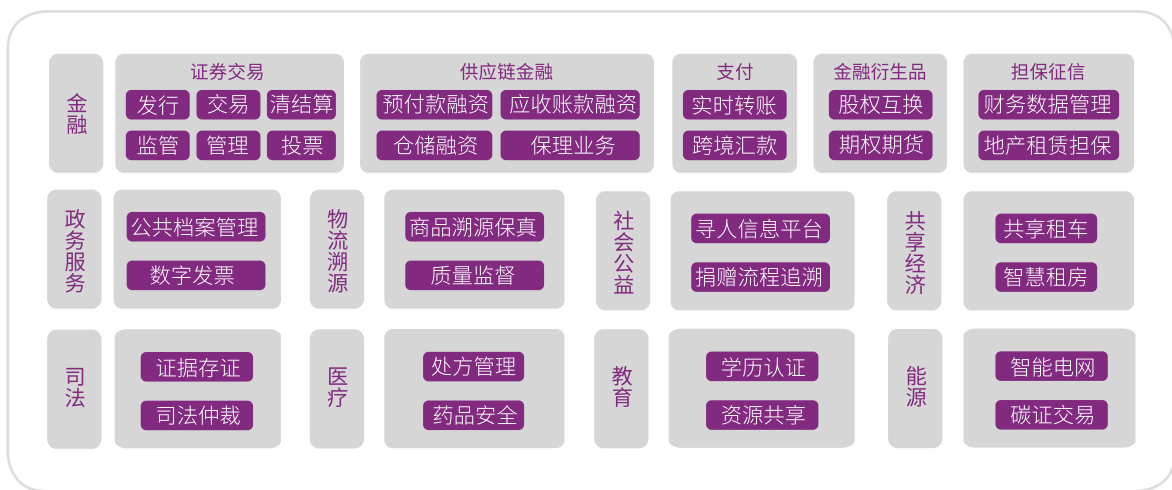 金融
证券交易
发行
交易
清结算
监管
管理
投票
供应链金融
预付款融资
应收账款融资
仓储融资
保理业务
支付
实时转账
跨境汇款
金融衍生品
股权互换
期权期货
担保征信
财务数据管理
地产租赁担保
政务服务
公共档案管理
数字发票
物流溯源
商品溯源保真
质量监督
社会公益
寻人信息平台
捐赠流程追溯
共享经济
共享租车
智慧租房
司法
证据存证
司法仲裁
医疗
处方管理
药品安全
教育
学历认证
资源共享
能源
智能电网
碳证交易